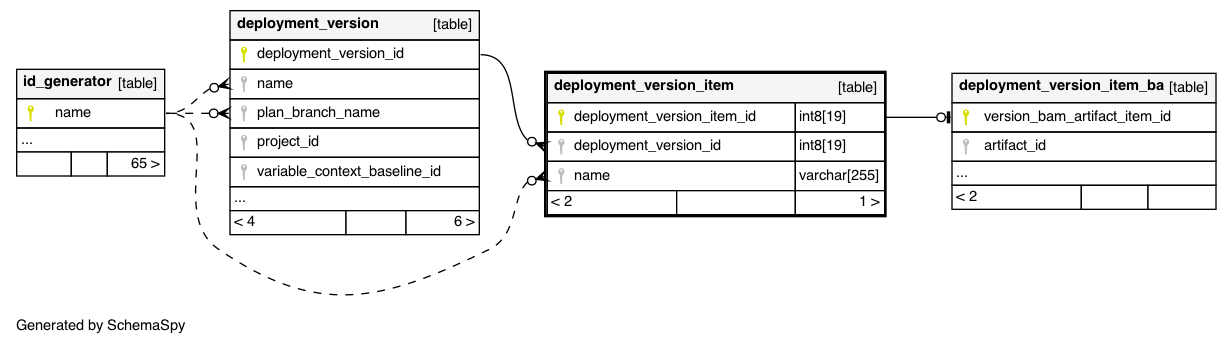 id_generator [table]
name
...
65 >
deployment_version [table]
deployment_version_id
name
plan_branch_name
project_id
variable_context_baseline_id
...
< 4 6 >
deployment_version_item [table]
deployment_version_item_id int8[19]
deployment_version_id int8[19]
name varchar[255]
< 2 1 >
deployment_version_item_ba [table]
version_bam_artifact_item_id
artifact_id
...
< 2
Generated by SchemaSpy